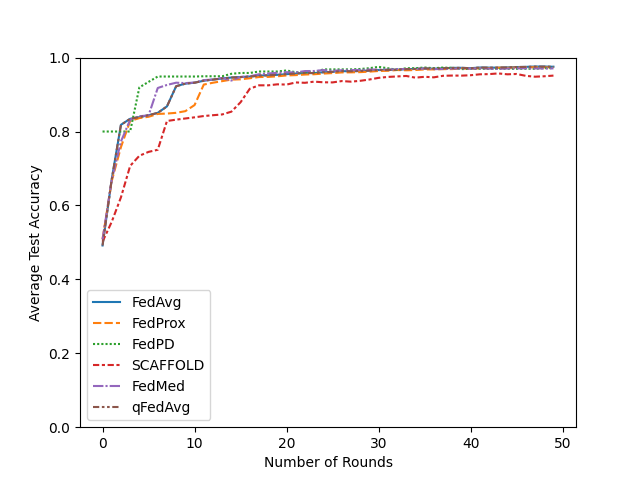 1.0
0.8
0.6
0.4
0.2
0.0
Average Test Accuracy
FedAvg
FedProx
FedPD
SCAFFOLD
FedMed
qFedAvg
0 10 20 30 40 50
Number of Rounds